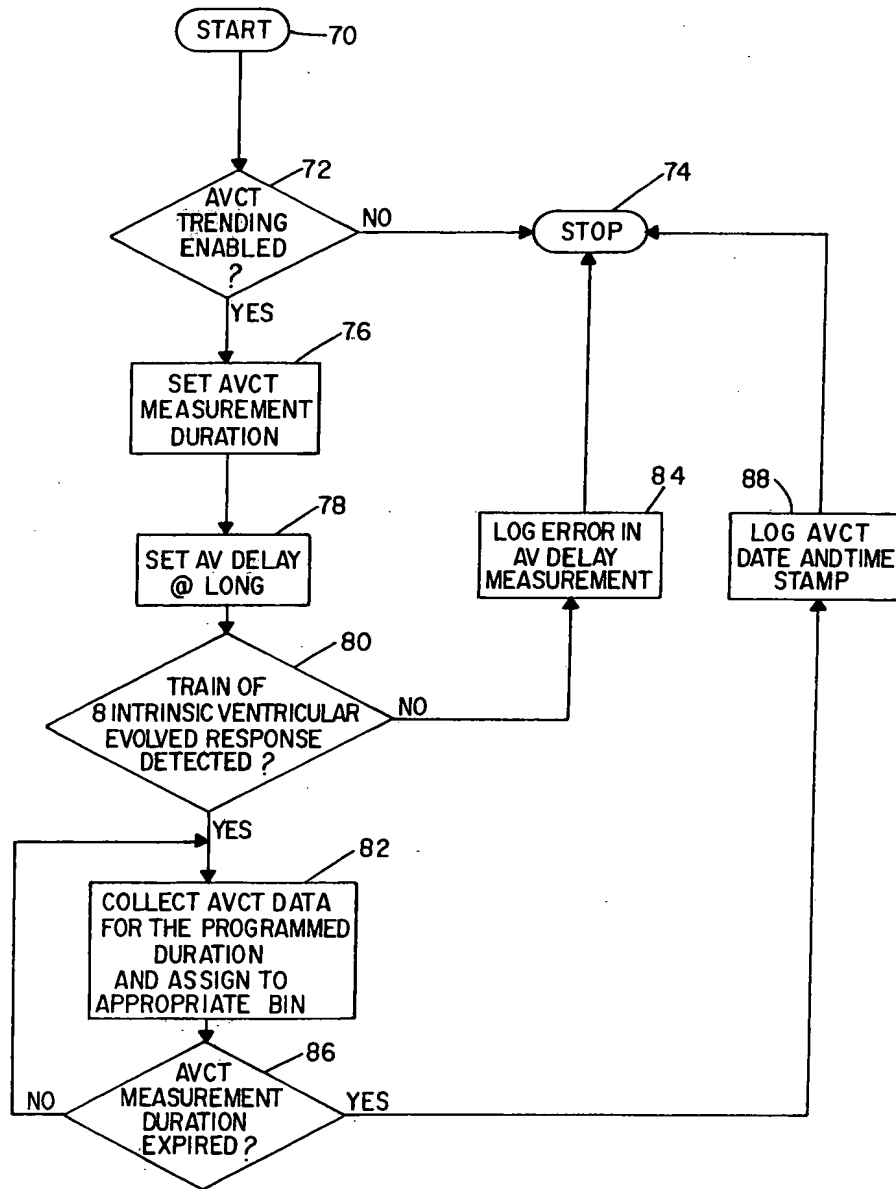 START
70
72
AVCT
TRENDING
ENABLED
?
NO
74
STOP
YES
76
SET AVCT
MEASUREMENT
DURATION
78
SET AV DELAY
@ LONG
84
LOG ERROR IN
AV DELAY
MEASUREMENT
88
LOG AVCT
DATE AND TIME
STAMP
80
TRAIN OF
8 INTRINSIC VENTRICULAR
EVOLVED RESPONSE
DETECTED ?
NO
YES
82
COLLECT AVCT DATA
FOR THE PROGRAMMED
DURATION
AND ASSIGN TO
APPROPRIATE BIN
86
AVCT
MEASUREMENT
DURATION
EXPIRED ?
NO
YES